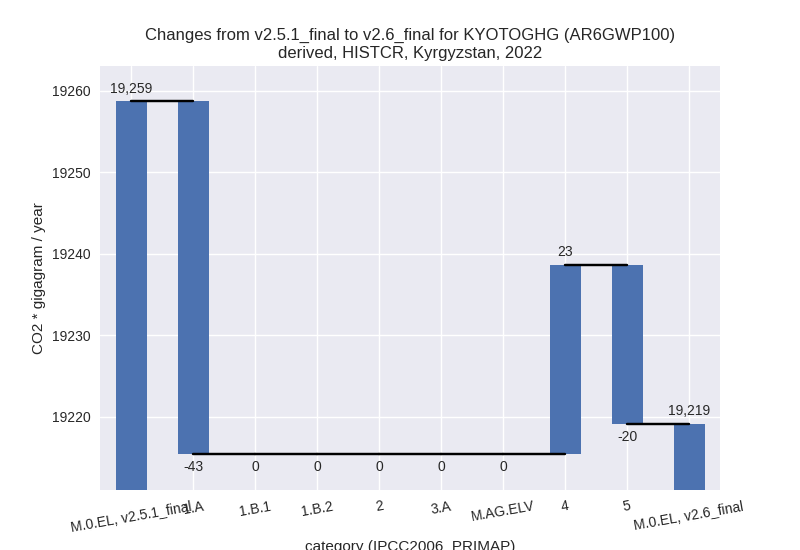 Changes from v2.5.1_final to v2.6_final for KYOTOGHG (AR6GWP100)
derived, HISTCR, Kyrgyzstan, 2022
19260
19250
19240
19230
19220
CO2 * gigagram / year
19,259
-43
0
0
0
0
0
23
-20
19,219
M.0.EL, v2.5.1_final
1.A
1.B.1
1.B.2
2
3.A
M.AG.ELV
4
5
M.0.EL, v2.6_final
category (IPCC2006_PRIMAP)